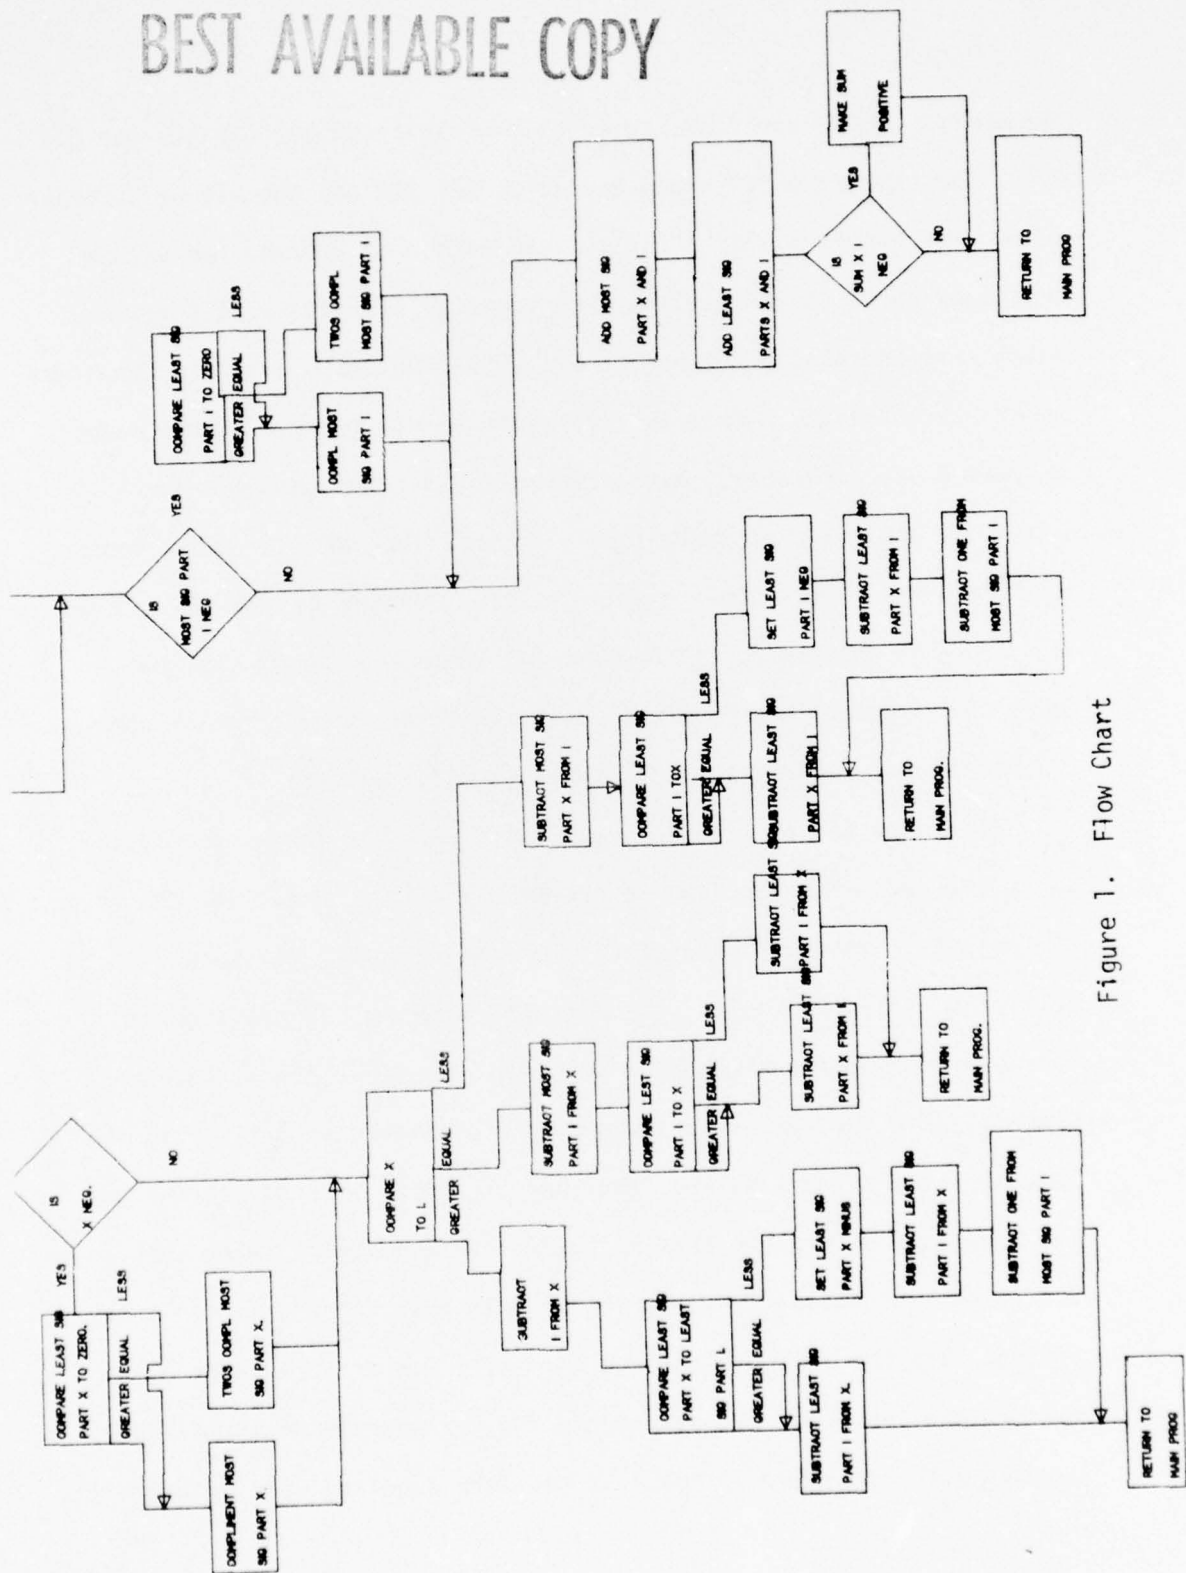 BEST AVAILABLE COPY
IS
X NEG.
YES
NO
COMPARE LEAST SIG
PART X TO ZERO.
GREATER
EQUAL
LESS
COMPLIMENT MOST
SIG PART X.
TWOS COMPL MOST
SIG PART X.
COMPARE X
TO L
GREATER
EQUAL
LESS
SUBTRACT
I FROM X
COMPARE LEAST SIG
PART X TO LEAST
SIG PART L
GREATER
EQUAL
LESS
SUBTRACT LEAST SIG
PART I FROM X.
SET LEAST SIG
PART X MINUS
SUBTRACT LEAST SIG
PART I FROM X
SUBTRACT ONE FROM
MOST SIG PART I
RETURN TO
MAIN PROG
SUBTRACT MOST SIG
PART I FROM X
COMPARE LEST SIG
PART I TO X
GREATER
EQUAL
LESS
SUBTRACT LEAST SIG
PART X FROM I
SUBTRACT LEAST SIG
PART I FROM X
RETURN TO
MAIN PROG.
SUBTRACT MOST SIG
PART X FROM I
COMPARE LEAST SIG
PART I TOX
GREATER
EQUAL
LESS
SUBTRACT LEAST SIG
PART X FROM I
SET LEAST SIG
PART I NEG
SUBTRACT LEAST SIG
PART X FROM I
SUBTRACT ONE FROM
MOST SIG PART I
RETURN TO
MAIN PROG.
IS
MOST SIG PART
I NEG
YES
NO
COMPARE LEAST SIG
PART I TO ZERO
GREATER
EQUAL
LESS
COMPL MOST
SIG PART I
TWOS COMPL
MOST SIG PART I
ADD MOST SIG
PART X AND I
ADD LEAST SIG
PARTS X AND I
IS
SUM X I
NEG
YES
NO
MAKE SUM
POSITIVE
RETURN TO
MAIN PROG
Figure 1. Flow Chart